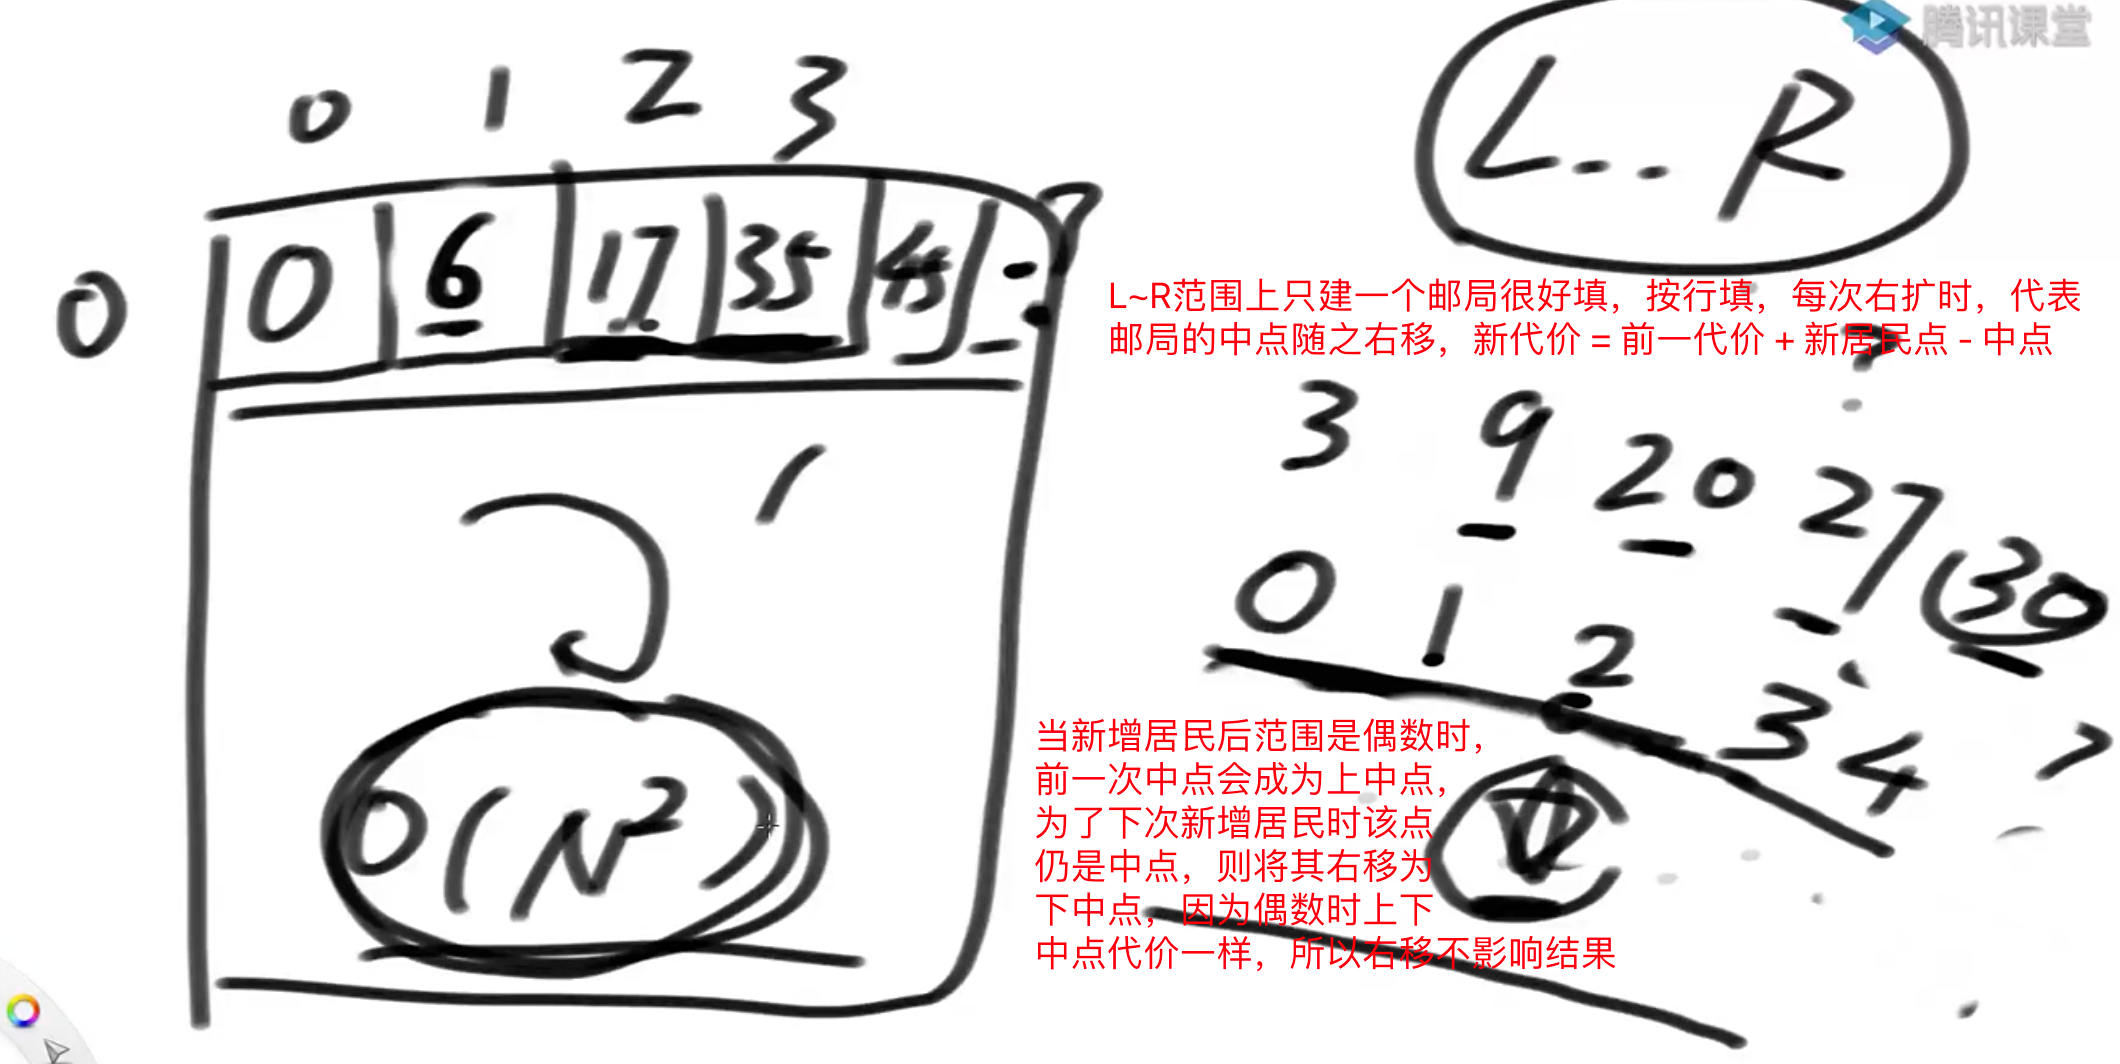 腾讯课堂
0 1 2 3
L... R
0 0 6 17 35 45
L~R范围上只建一个邮局很好填，按行填，每次右扩时，代表
邮局的中点随之右移，新代价 = 前一代价 + 新居民点 - 中点
3 9 20 27 30
0 1 2 3 4
当新增居民后范围是偶数时，
前一次中点会成为上中点，
为了下次新增居民时该点
仍是中点，则将其右移为
下中点，因为偶数时上下
中点代价一样，所以右移不影响结果
O(N²)